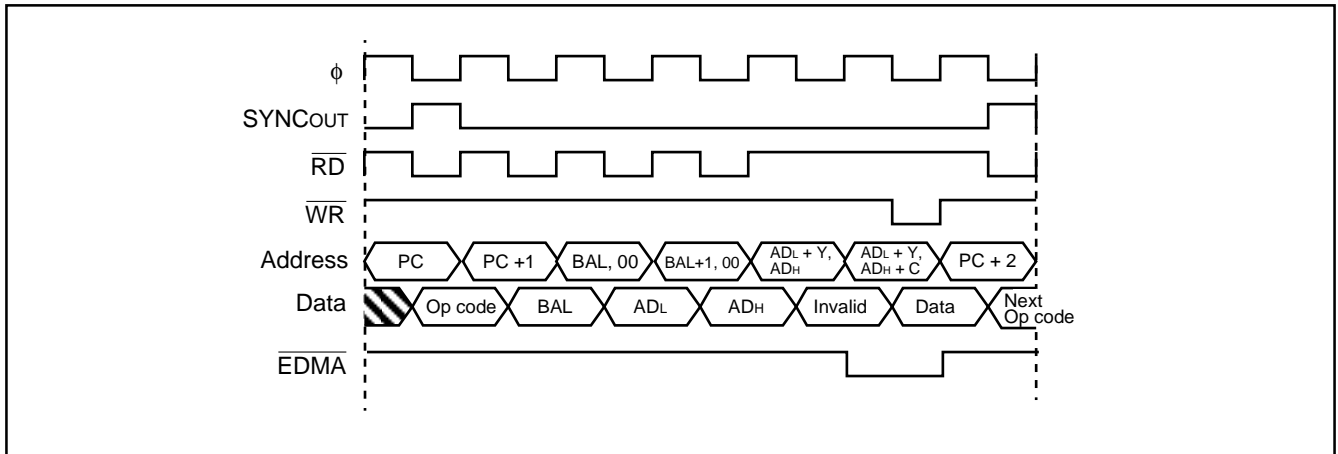 ϕ
SYNCOUT
RD
WR
Address
PC
PC +1
BAL, 00
BAL+1, 00
ADL + Y,
ADH
ADL + Y,
ADH + C
PC + 2
Data
Op code
BAL
ADL
ADH
Invalid
Data
Next
Op code
EDMA